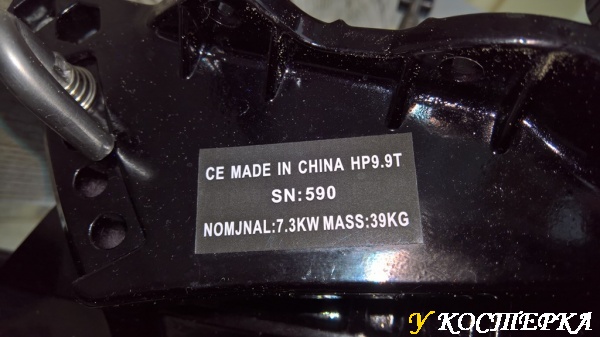 CE MADE IN CHINA HP9.9T
SN:590
NOMJNAL:7.3KW MASS:39KG
У КОСТЕРКА